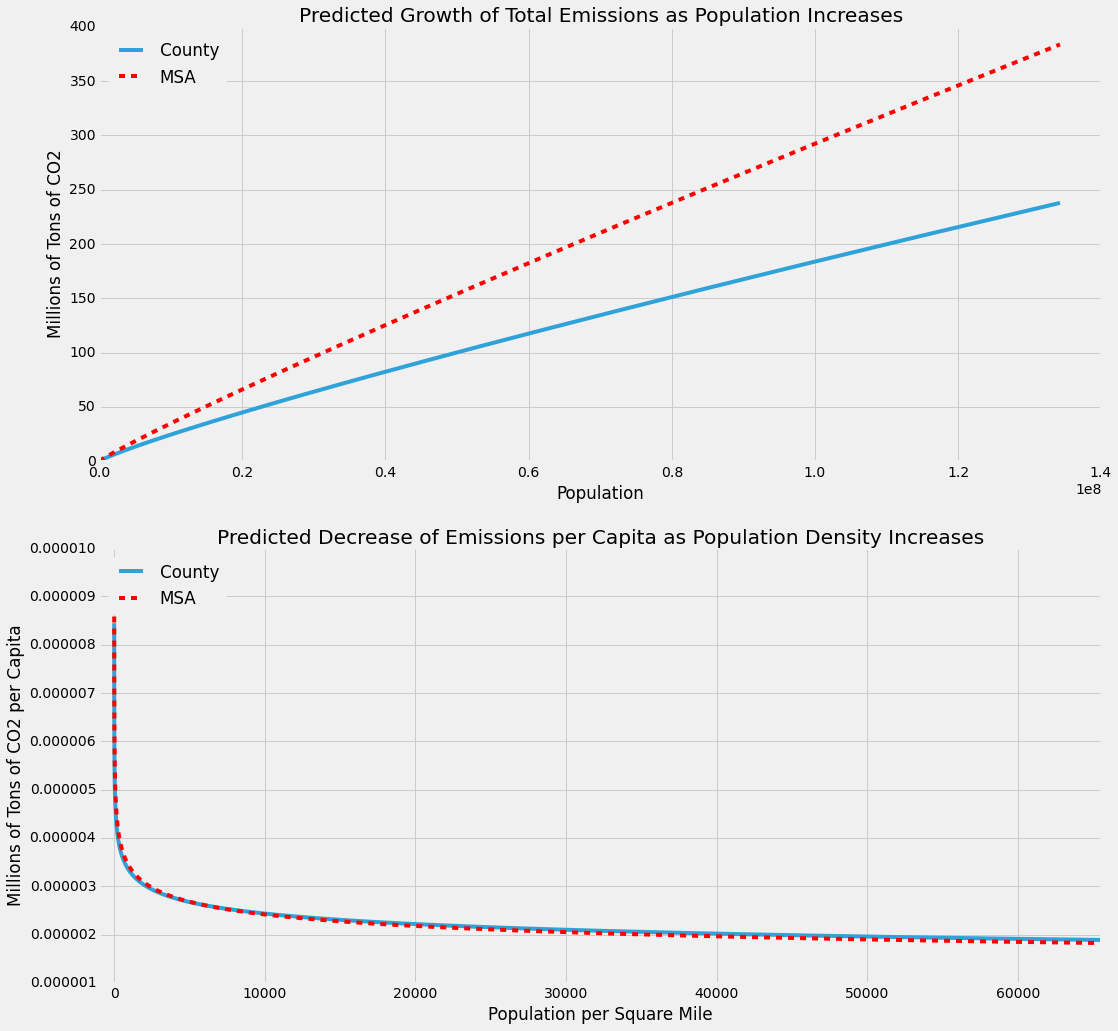 Predicted Growth of Total Emissions as Population Increases
400
350
300
250
200
150
100
50
0
Millions of Tons of CO2
County
MSA
0.0 0.2 0.4 0.6 0.8 1.0 1.2 1.4
1e8
Population
Predicted Decrease of Emissions per Capita as Population Density Increases
0.000010
0.000009
0.000008
0.000007
0.000006
0.000005
0.000004
0.000003
0.000002
0.000001
Millions of Tons of CO2 per Capita
County
MSA
0 10000 20000 30000 40000 50000 60000
Population per Square Mile